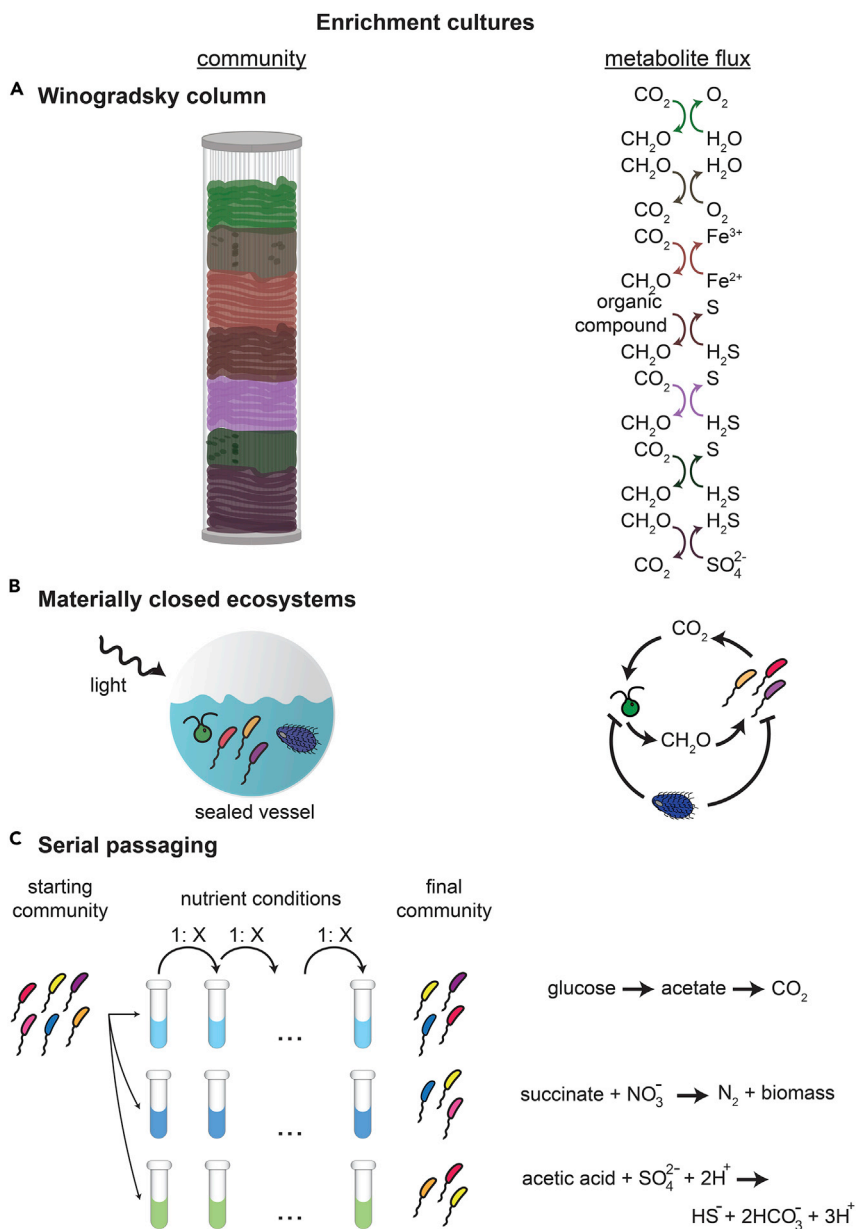 Enrichment cultures
community
metabolite flux
A Winogradsky column
CO₂ O₂
CH₂O H₂O
CH₂O H₂O
CO₂ O₂
CO₂ Fe³⁺
CH₂O Fe²⁺
organic S
compound
CH₂O H₂S
CO₂ S
CH₂O H₂S
CO₂ S
CH₂O H₂S
CH₂O H₂S
CO₂ SO₄²⁻
B Materially closed ecosystems
light
sealed vessel
CO₂
CH₂O
C Serial passaging
starting
community
nutrient conditions
final
community
1: X 1: X 1: X
...
...
...
glucose → acetate → CO₂
succinate + NO₃⁻ → N₂ + biomass
acetic acid + SO₄²⁻ + 2H⁺ →
HS⁻ + 2HCO₃⁻ + 3H⁺